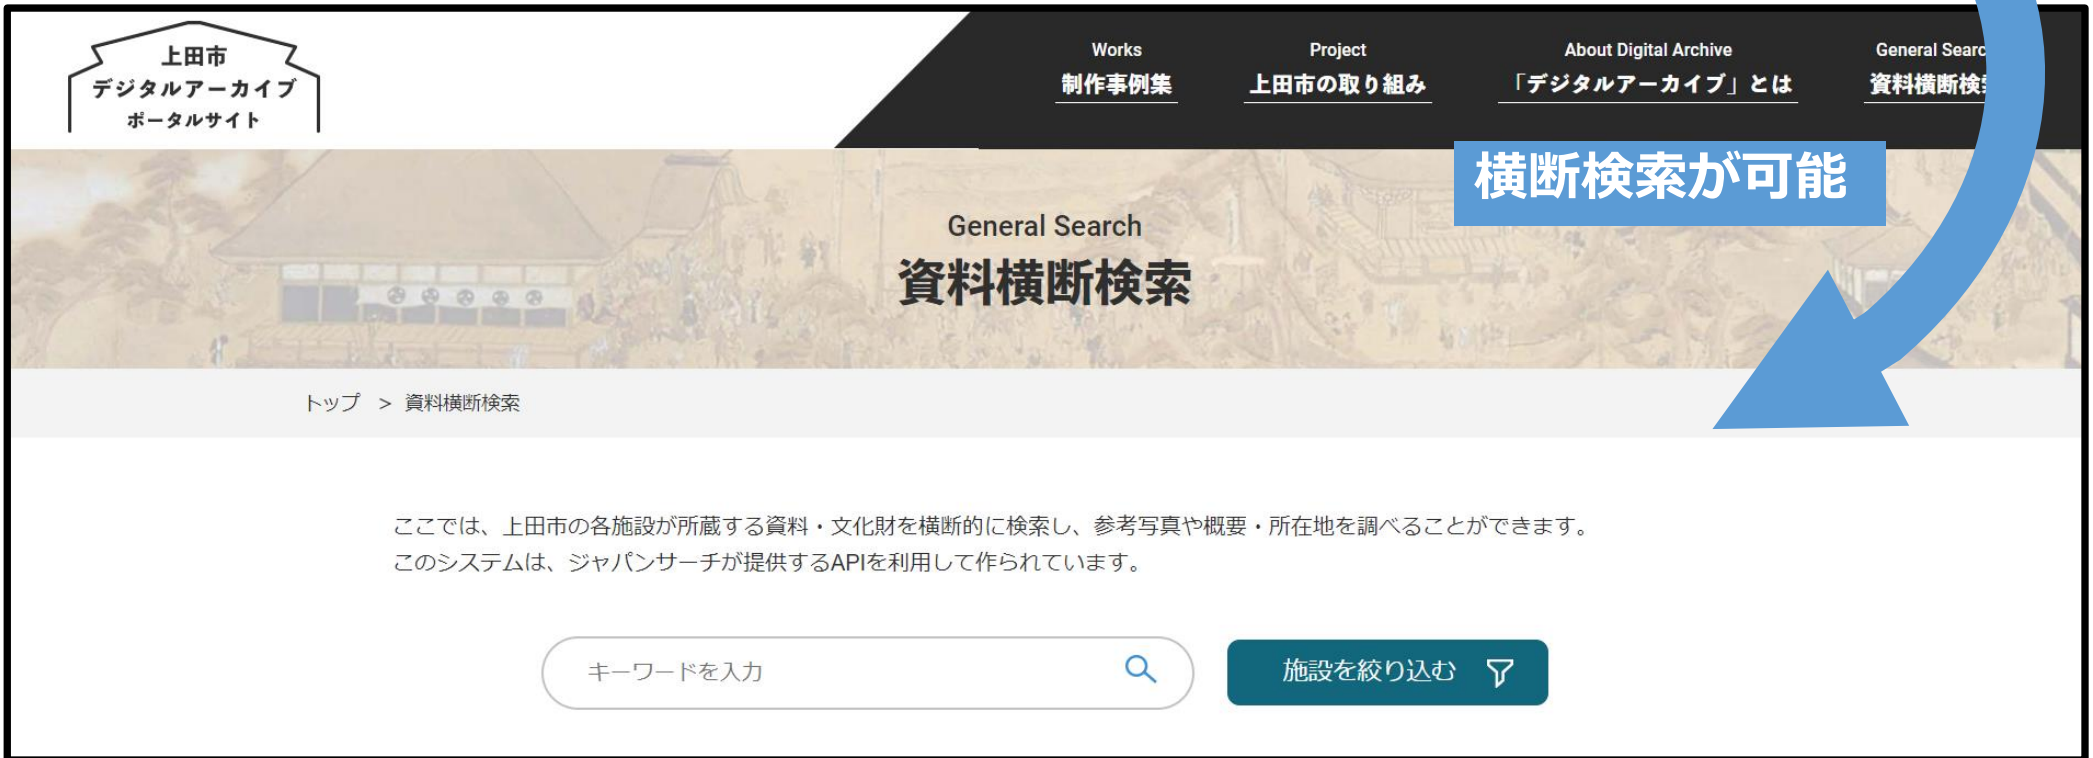 上田市
デジタルアーカイブ
ポータルサイト
Works
制作事例集
Project
上田市の取り組み
About Digital Archive
「デジタルアーカイブ」とは
General Searc
資料横断検
横断検索が可能
General Search
資料横断検索
トップ > 資料横断検索
ここでは、上田市の各施設が所蔵する資料・文化財を横断的に検索し、参考写真や概要・所在地を調べることができます。
このシステムは、ジャパンサーチが提供するAPIを利用して作られています。
キーワードを入力
施設を絞り込む